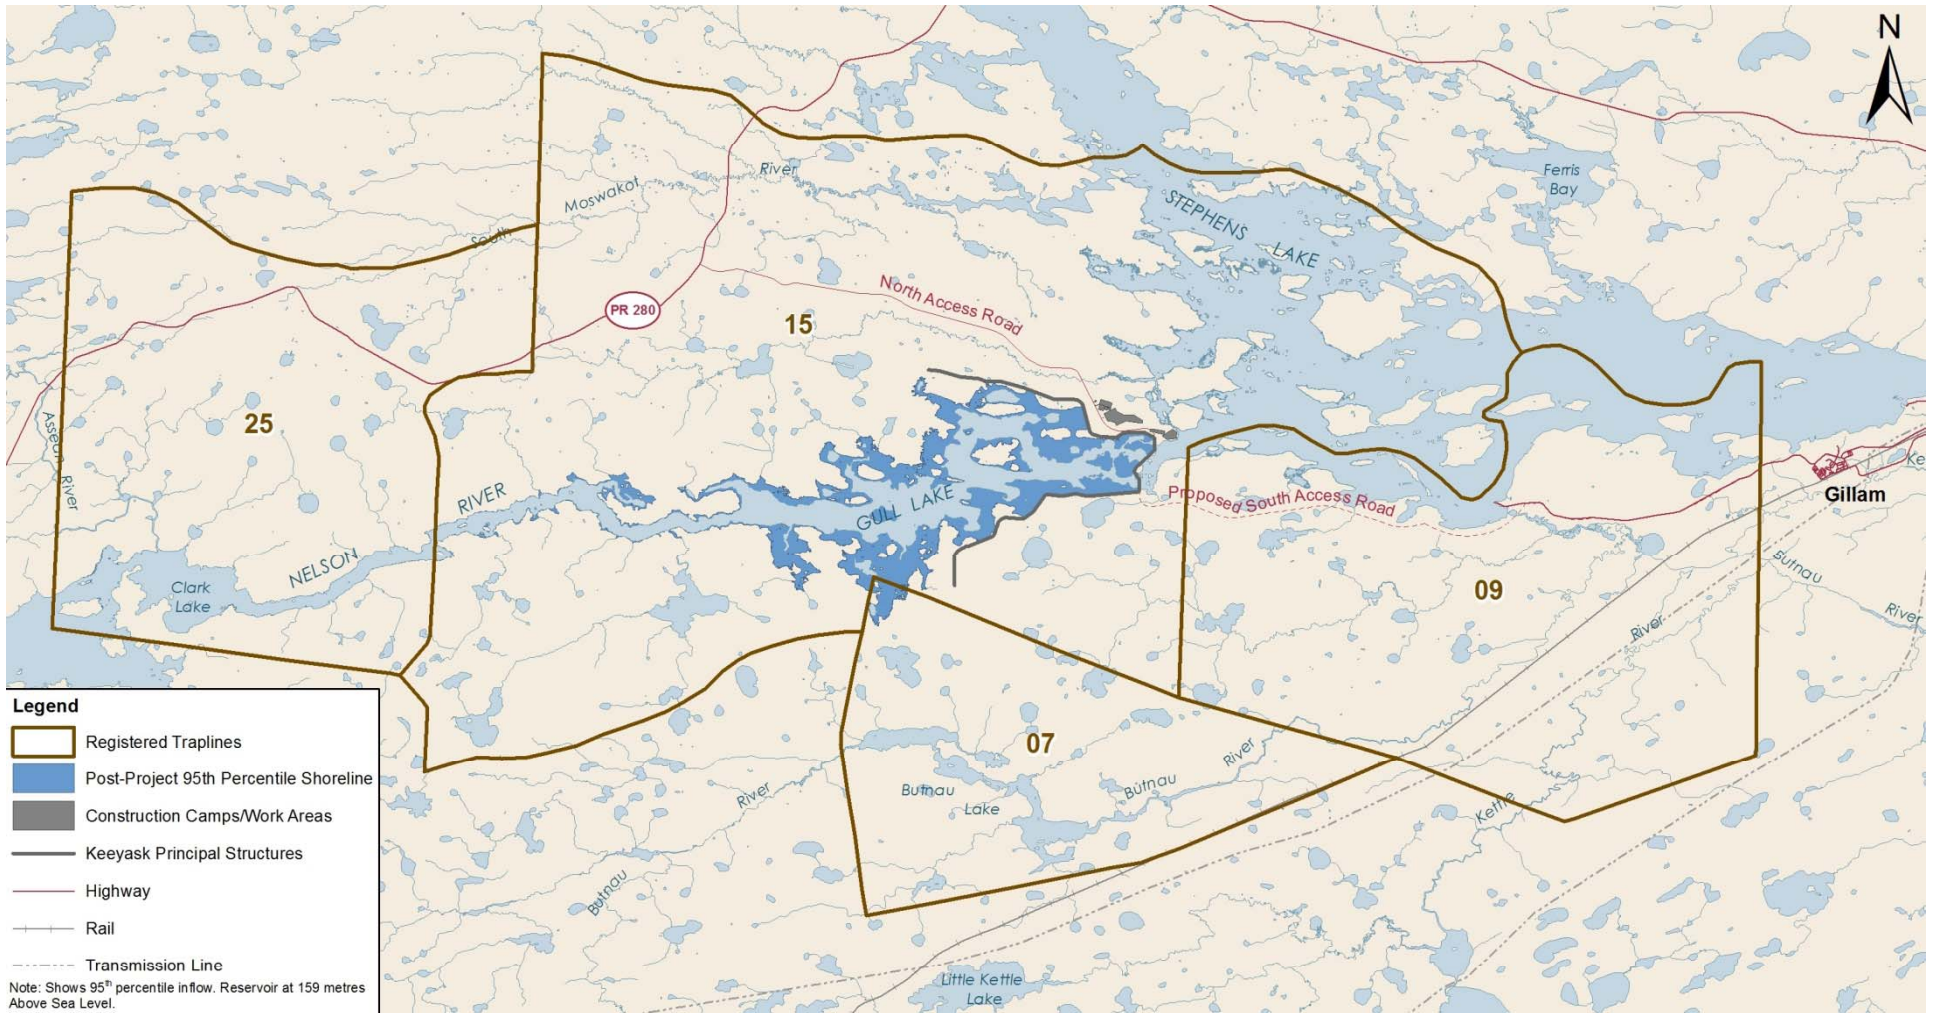 N
Ferris
Bay
River
Moswakot
South
STEPHENS LAKE
North Access Road
PR 280
15
25
Assean River
RIVER
GULL LAKE
Proposed South Access Road
Gillam
NELSON
Clark
Lake
09
Butnau
River
River
07
Butnau
Lake
Butnau
River
River
Butnau
Kettle
Little Kettle
Lake
Legend
Registered Traplines
Post-Project 95th Percentile Shoreline
Construction Camps/Work Areas
Keeyask Principal Structures
Highway
Rail
Transmission Line
Note: Shows 95th percentile inflow. Reservoir at 159 metres
Above Sea Level.